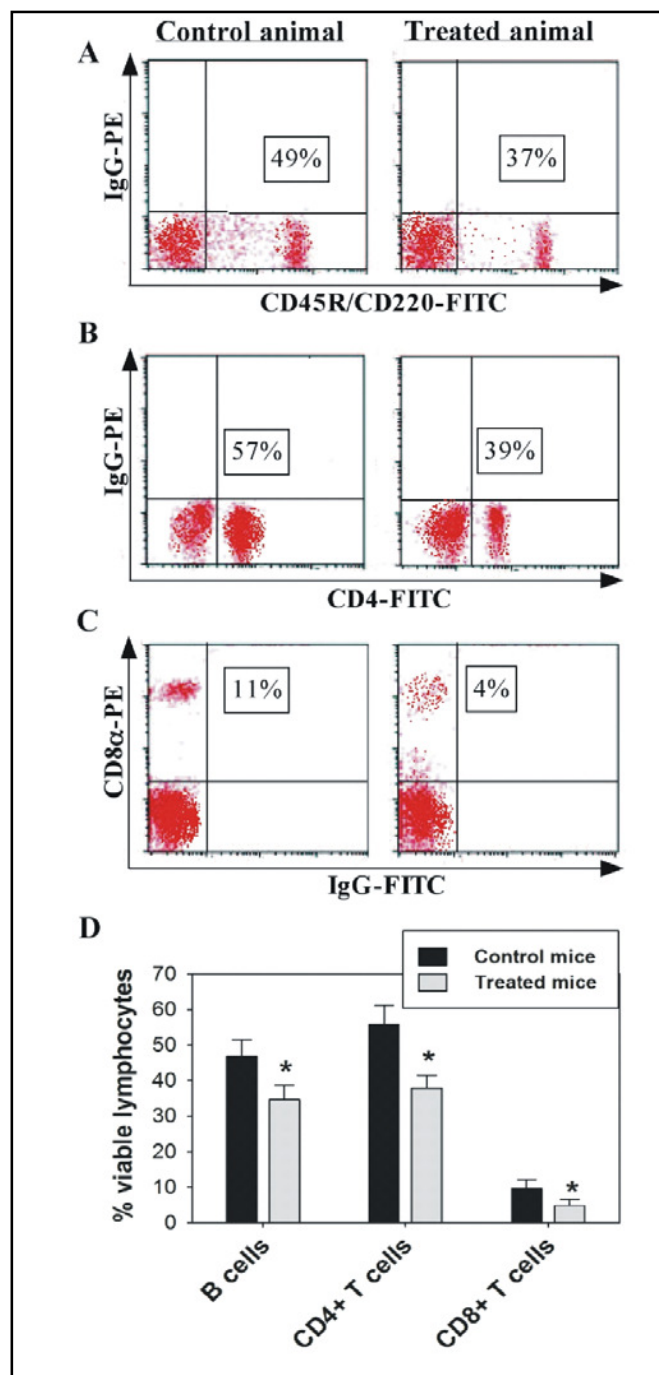 Control animal Treated animal
A
IgG-PE
49%
37%
CD45R/CD220-FITC
B
IgG-PE
57%
39%
CD4-FITC
C
CD8α-PE
11%
4%
IgG-FITC
D
Control mice
Treated mice
% viable lymphocytes
70
60
50
40
30
20
10
0
*
*
*
B cells
CD4+ T cells
CD8+ T cells